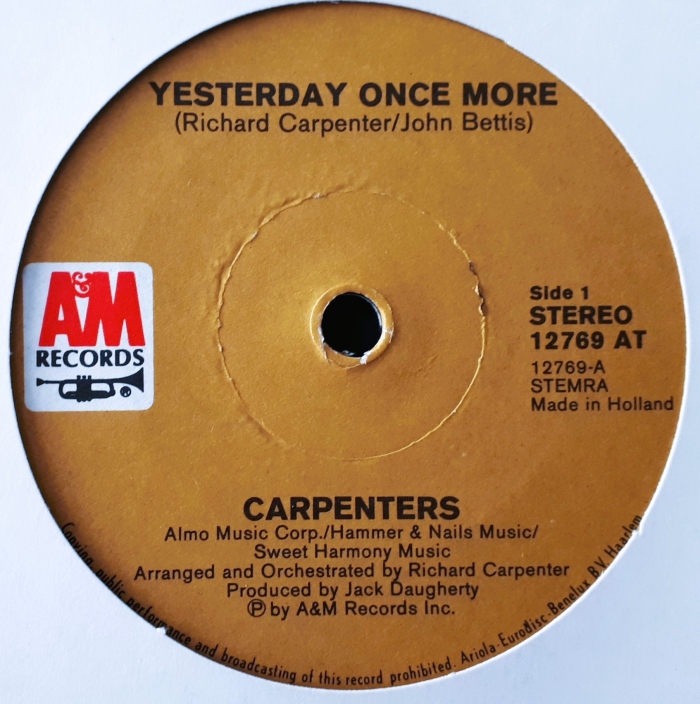 YESTERDAY ONCE MORE
(Richard Carpenter/John Bettis)
A&M
RECORDS
®
Side 1
STEREO
12769 AT
12769-A
STEMRA
Made in Holland
CARPENTERS
Almo Music Corp./Hammer & Nails Music/
Sweet Harmony Music
Arranged and Orchestrated by Richard Carpenter
Produced by Jack Daugherty
℗ by A&M Records Inc.
Copying, public performance and broadcasting of this record prohibited. Ariola-Eurodisc-Benelux B.V. Haarlem